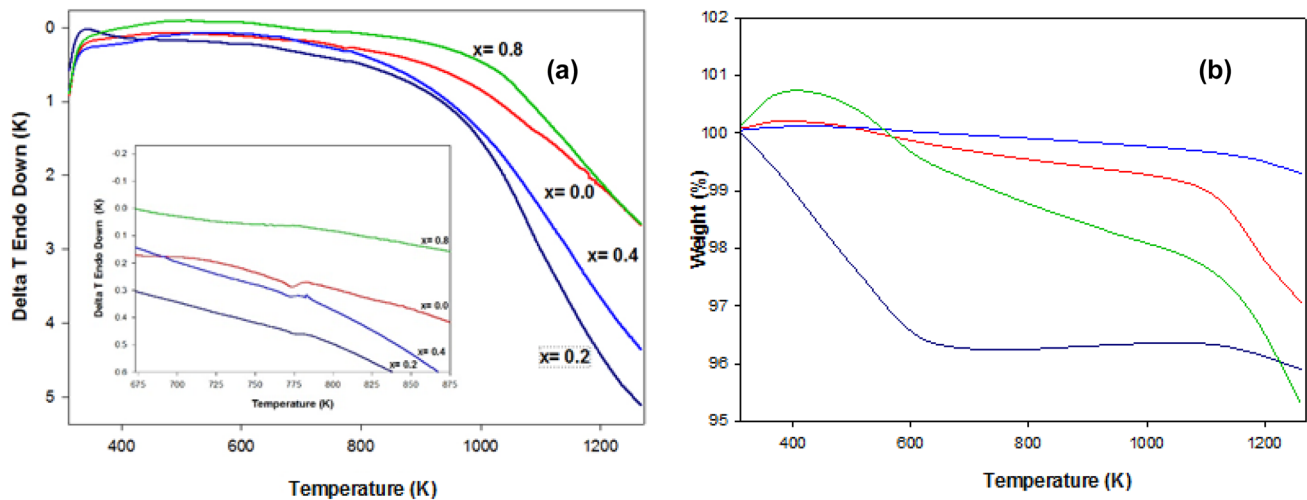 (a)
Delta T Endo Down (K)
0
1
2
3
4
5
x= 0.8
x= 0.0
x= 0.4
x= 0.2
400
600
800
1000
1200
Temperature (K)
Delta T Endo Down (K)
-0.2
-0.1
0.0
0.1
0.2
0.3
0.4
0.5
0.6
x= 0.8
x= 0.0
x= 0.4
x= 0.2
675
700
725
750
775
800
825
850
875
Temperature (K)
(b)
Weight (%)
102
101
100
99
98
97
96
95
400
600
800
1000
1200
Temperature (K)